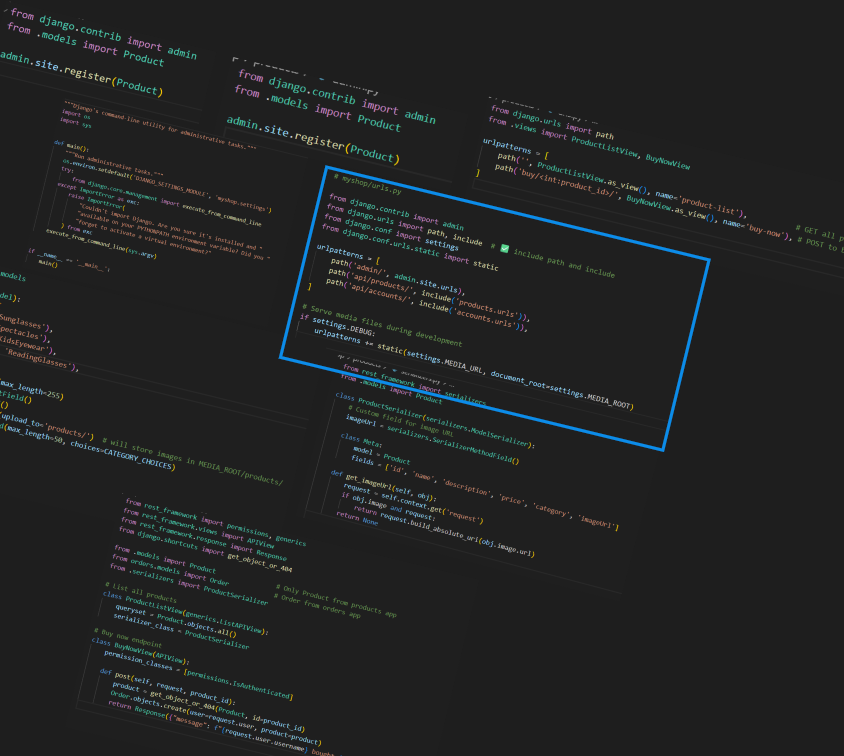 from django.contrib import admin
from .models import Product
admin.site.register(Product)
from django.contrib import admin
from .models import Product
admin.site.register(Product)
from django.urls import path
from .views import ProductListView, BuyNowView
urlpatterns = [
path('', ProductListView.as_view(), name='product-list'), # GET all p
path('buy/<int:product_id>/', BuyNowView.as_view(), name='buy-now'), # POST to
]
"""Django's command-line utility for administrative tasks."""
import os
import sys
def main():
"""Run administrative tasks."""
os.environ.setdefault('DJANGO_SETTINGS_MODULE', 'myshop.settings')
try:
from django.core.management import execute_from_command_line
except ImportError as exc:
raise ImportError(
"Couldn't import Django. Are you sure it's installed and "
"available on your PYTHONPATH environment variable? Did you "
"forget to activate a virtual environment?"
) from exc
execute_from_command_line(sys.argv)
if __name__ == '__main__':
main()
# myshop/urls.py
from django.contrib import admin
from django.urls import path, include # ✅ include path and include
from django.conf import settings
from django.conf.urls.static import static
urlpatterns = [
path('admin/', admin.site.urls),
path('api/products/', include('products.urls')),
path('api/accounts/', include('accounts.urls')),
]
# Serve media files during development
if settings.DEBUG:
urlpatterns += static(settings.MEDIA_URL, document_root=settings.MEDIA_ROOT)
models
del):
Sunglasses'),
pectacles'),
KidsEyewear'),
'ReadingGlasses'),
max_length=255)
tField()
()
upload_to='products/') # will store images in MEDIA_ROOT/products/
d(max_length=50, choices=CATEGORY_CHOICES)
from rest_framework import serializers
from .models import Product
class ProductSerializer(serializers.ModelSerializer):
# Custom field for image URL
imageUrl = serializers.SerializerMethodField()
class Meta:
model = Product
fields = ['id', 'name', 'description', 'price', 'category', 'imageUrl']
def get_imageUrl(self, obj):
request = self.context.get('request')
if obj.image and request:
return request.build_absolute_uri(obj.image.url)
return None
from rest_framework import permissions, generics
from rest_framework.views import APIView
from rest_framework.response import Response
from django.shortcuts import get_object_or_404
from .models import Product # Only Product from products app
from orders.models import Order # Order from orders app
from .serializers import ProductSerializer
# List all products
class ProductListView(generics.ListAPIView):
queryset = Product.objects.all()
serializer_class = ProductSerializer
# Buy now endpoint
class BuyNowView(APIView):
permission_classes = [permissions.IsAuthenticated]
def post(self, request, product_id):
product = get_object_or_404(Product, id=product_id)
Order.objects.create(user=request.user, product=product)
return Response({"message": f"{request.user.username} bought